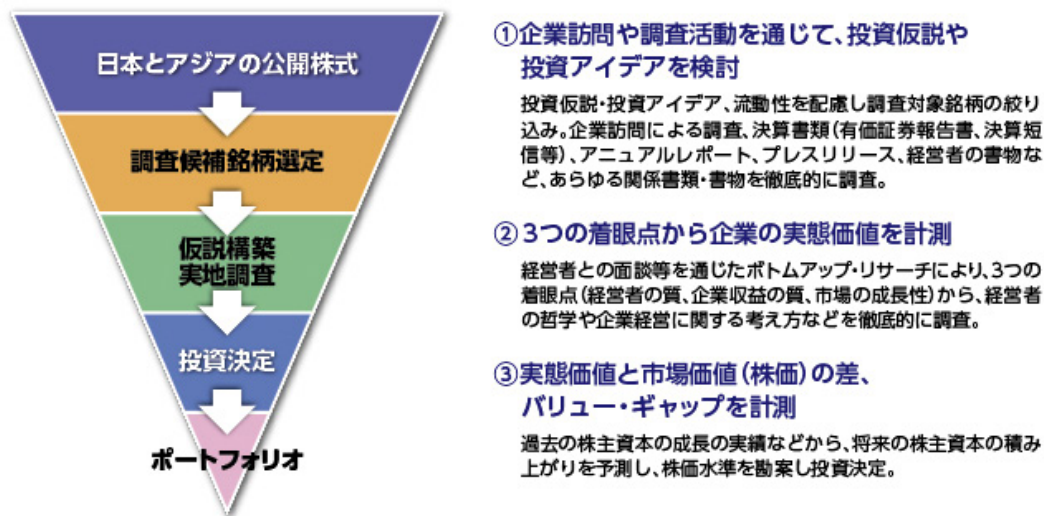 日本とアジアの公開株式
調査候補銘柄選定
仮説構築
実地調査
投資決定
ポートフォリオ
①企業訪問や調査活動を通じて、投資仮説や
投資アイデアを検討
投資仮説・投資アイデア、流動性を配慮し調査対象銘柄の絞り
込み。企業訪問による調査、決算書類(有価証券報告書、決算短
信等)、アニュアルレポート、プレスリリース、経営者の書物な
ど、あらゆる関係書類・書物を徹底的に調査。
②3つの着眼点から企業の実態価値を計測
経営者との面談等を通じたボトムアップ・リサーチにより、3つの
着眼点(経営者の質、企業収益の質、市場の成長性)から、経営者
の哲学や企業経営に関する考え方などを徹底的に調査。
③実態価値と市場価値(株価)の差、
バリュー・ギャップを計測
過去の株主資本の成長の実績などから、将来の株主資本の積み
上がりを予測し、株価水準を勘案し投資決定。